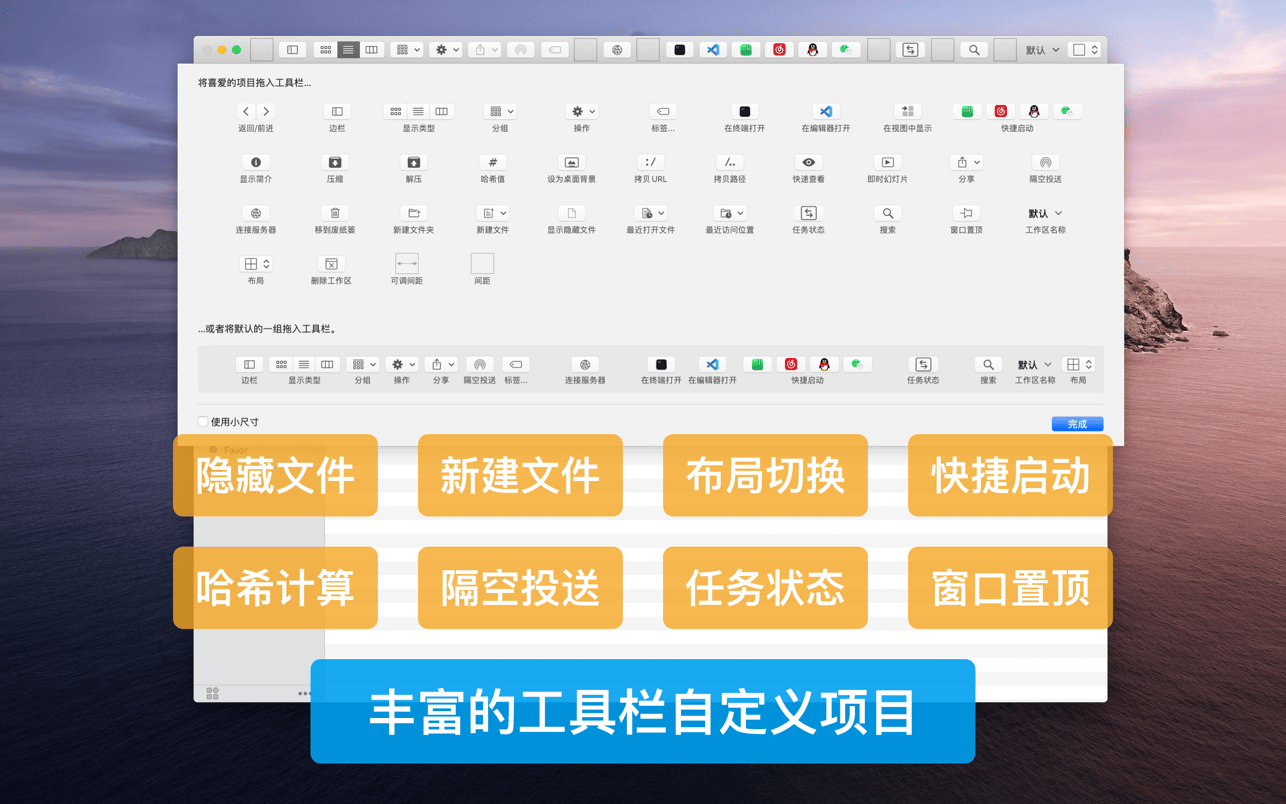 默认
将喜爱的项目拖入工具栏...
返回/前进 边栏 显示类型 分组 操作 标签... 在终端打开 在编辑器打开 在视图中显示 快捷启动
显示简介 压缩 解压 哈希值 设为桌面背景 拷贝 URL 拷贝路径 快速查看 即时幻灯片 分享 隔空投送
默认
连接服务器 移到废纸篓 新建文件夹 新建文件 显示隐藏文件 最近打开文件 最近访问位置 任务状态 搜索 窗口置顶 工作区名称
布局 删除工作区 可调间距 间距
...或者将默认的一组拖入工具栏。
默认
边栏 显示类型 分组 操作 分享 隔空投送 标签... 连接服务器 在终端打开 在编辑器打开 快捷启动 任务状态 搜索 工作区名称 布局
使用小尺寸
完成
Favor
隐藏文件 新建文件 布局切换 快捷启动
哈希计算 隔空投送 任务状态 窗口置顶
丰富的工具栏自定义项目